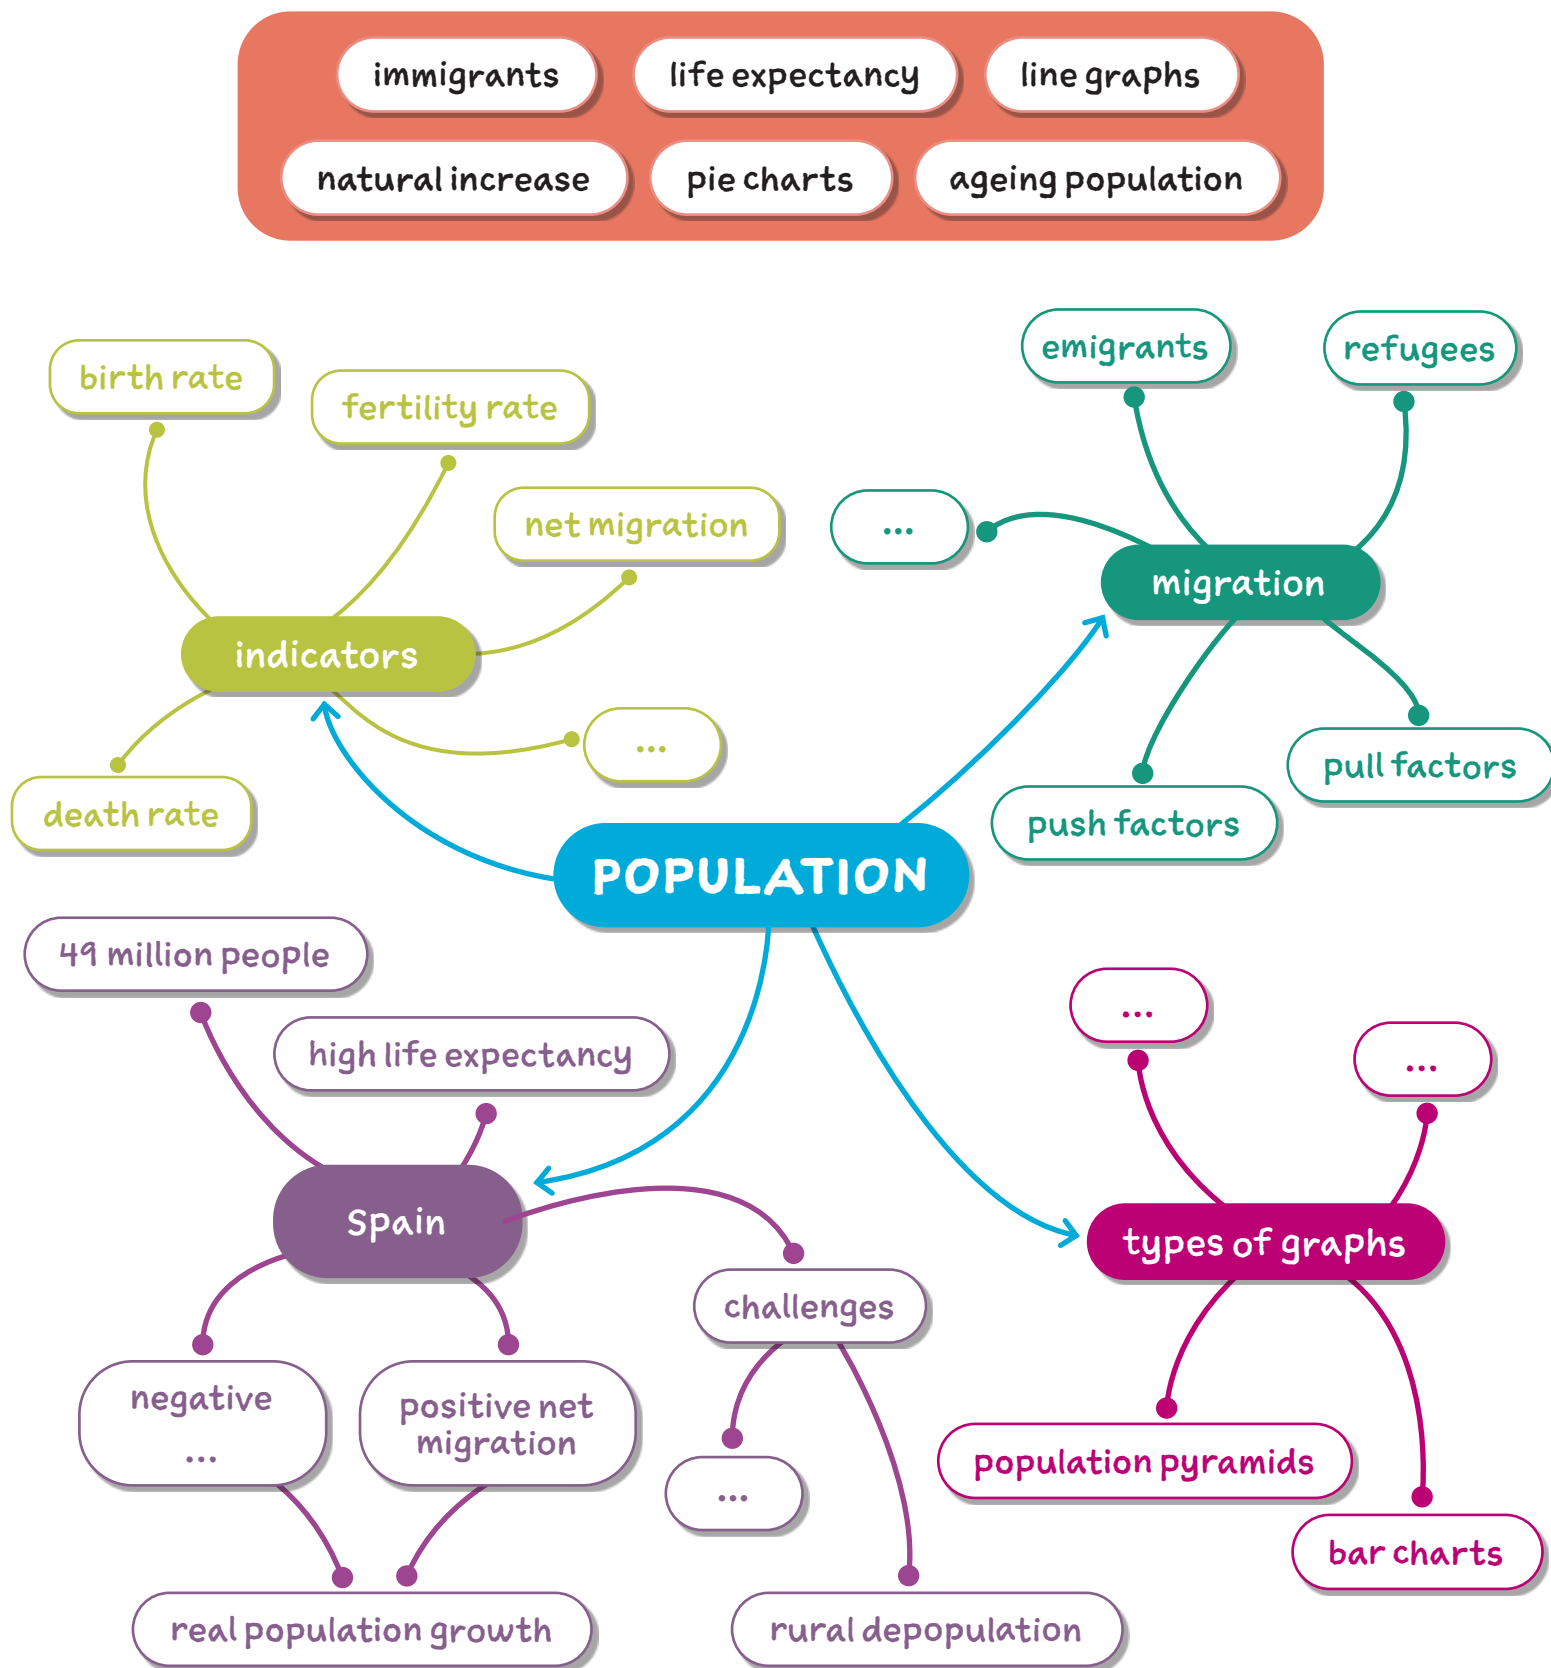 immigrants
life expectancy
line graphs
natural increase
pie charts
ageing population
birth rate
fertility rate
net migration
indicators
death rate
...
emigrants
refugees
...
migration
push factors
pull factors
POPULATION
49 million people
high life expectancy
Spain
challenges
negative
...
positive net
migration
...
real population growth
rural depopulation
...
...
types of graphs
population pyramids
bar charts